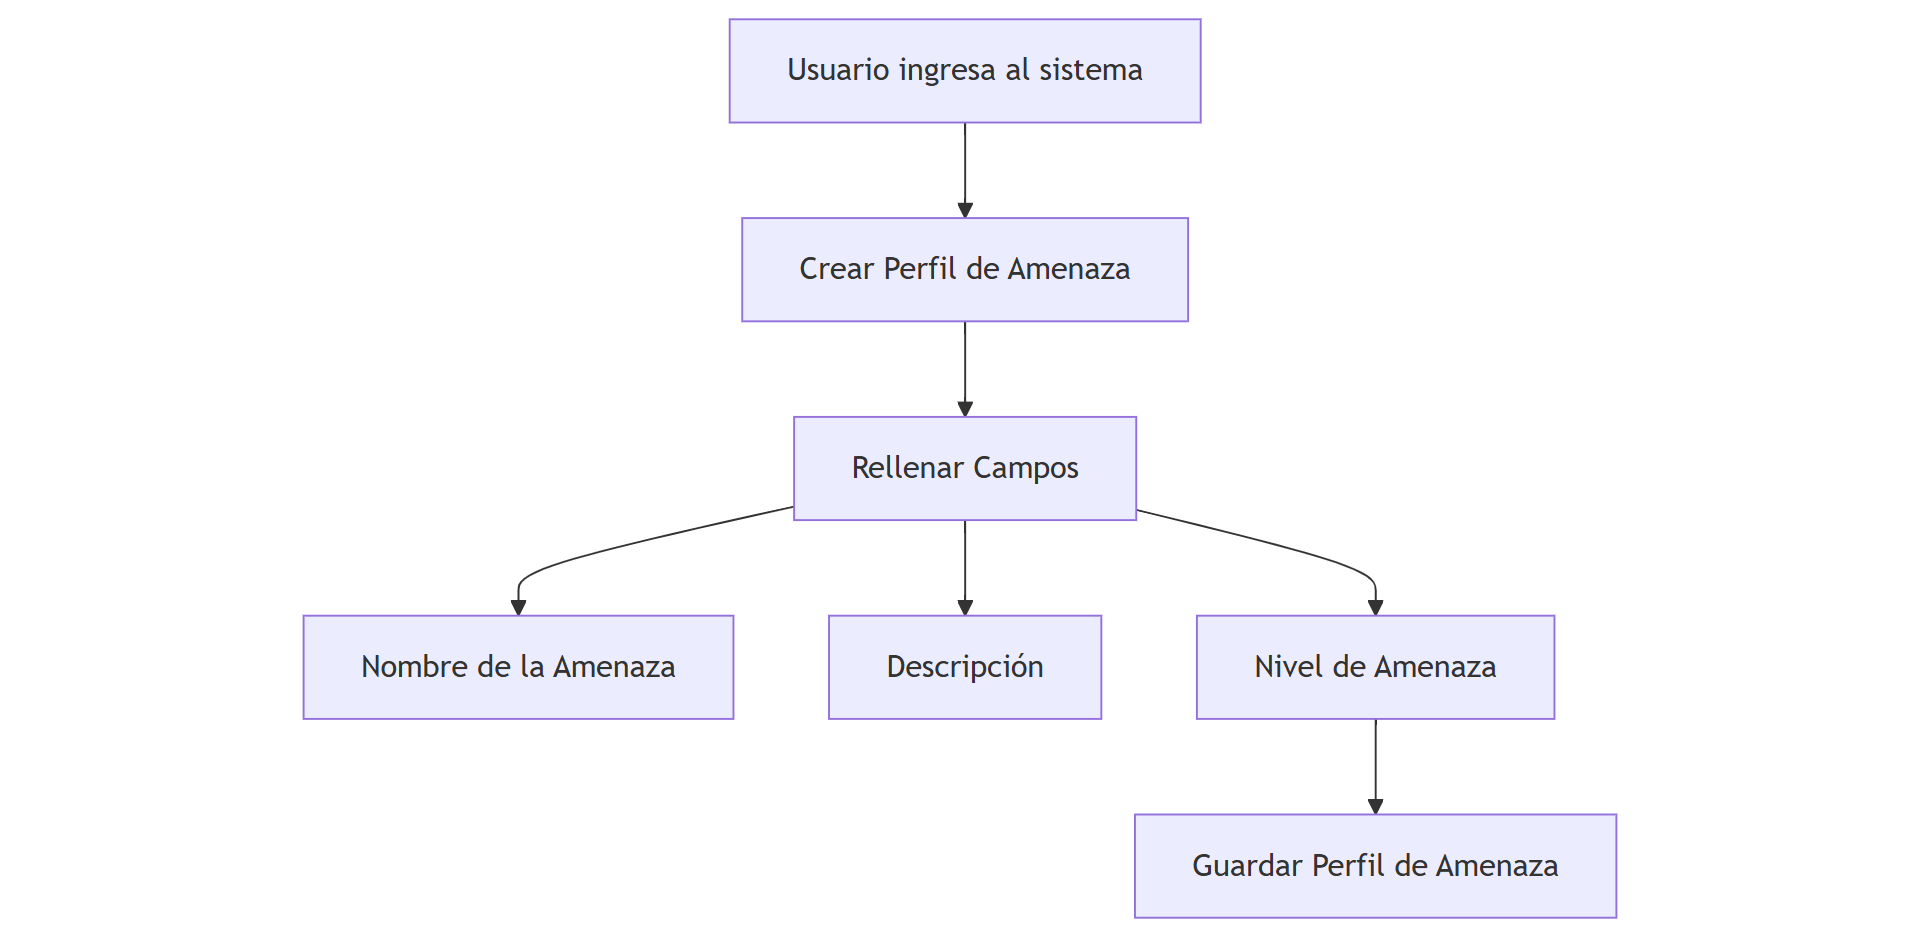 Usuario ingresa al sistema
Crear Perfil de Amenaza
Rellenar Campos
Nombre de la Amenaza
Descripción
Nivel de Amenaza
Guardar Perfil de Amenaza